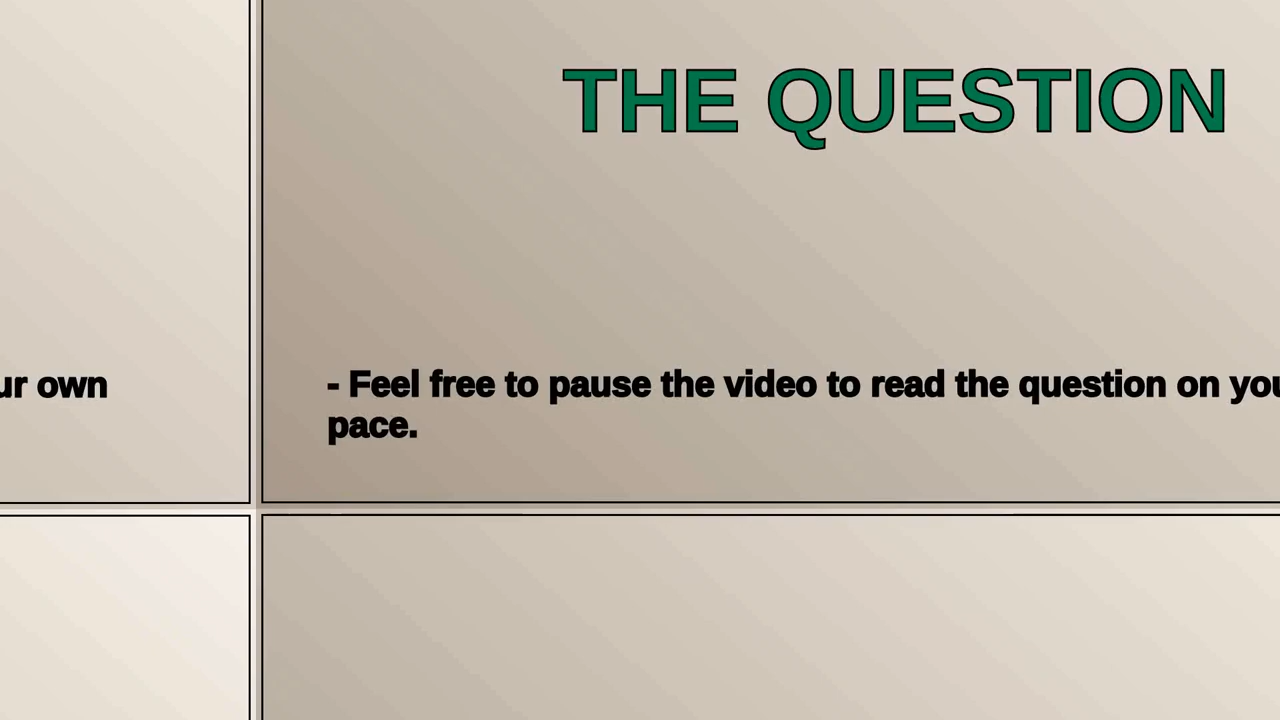 THE QUESTION
ur own
- Feel free to pause the video to read the question on you
pace.